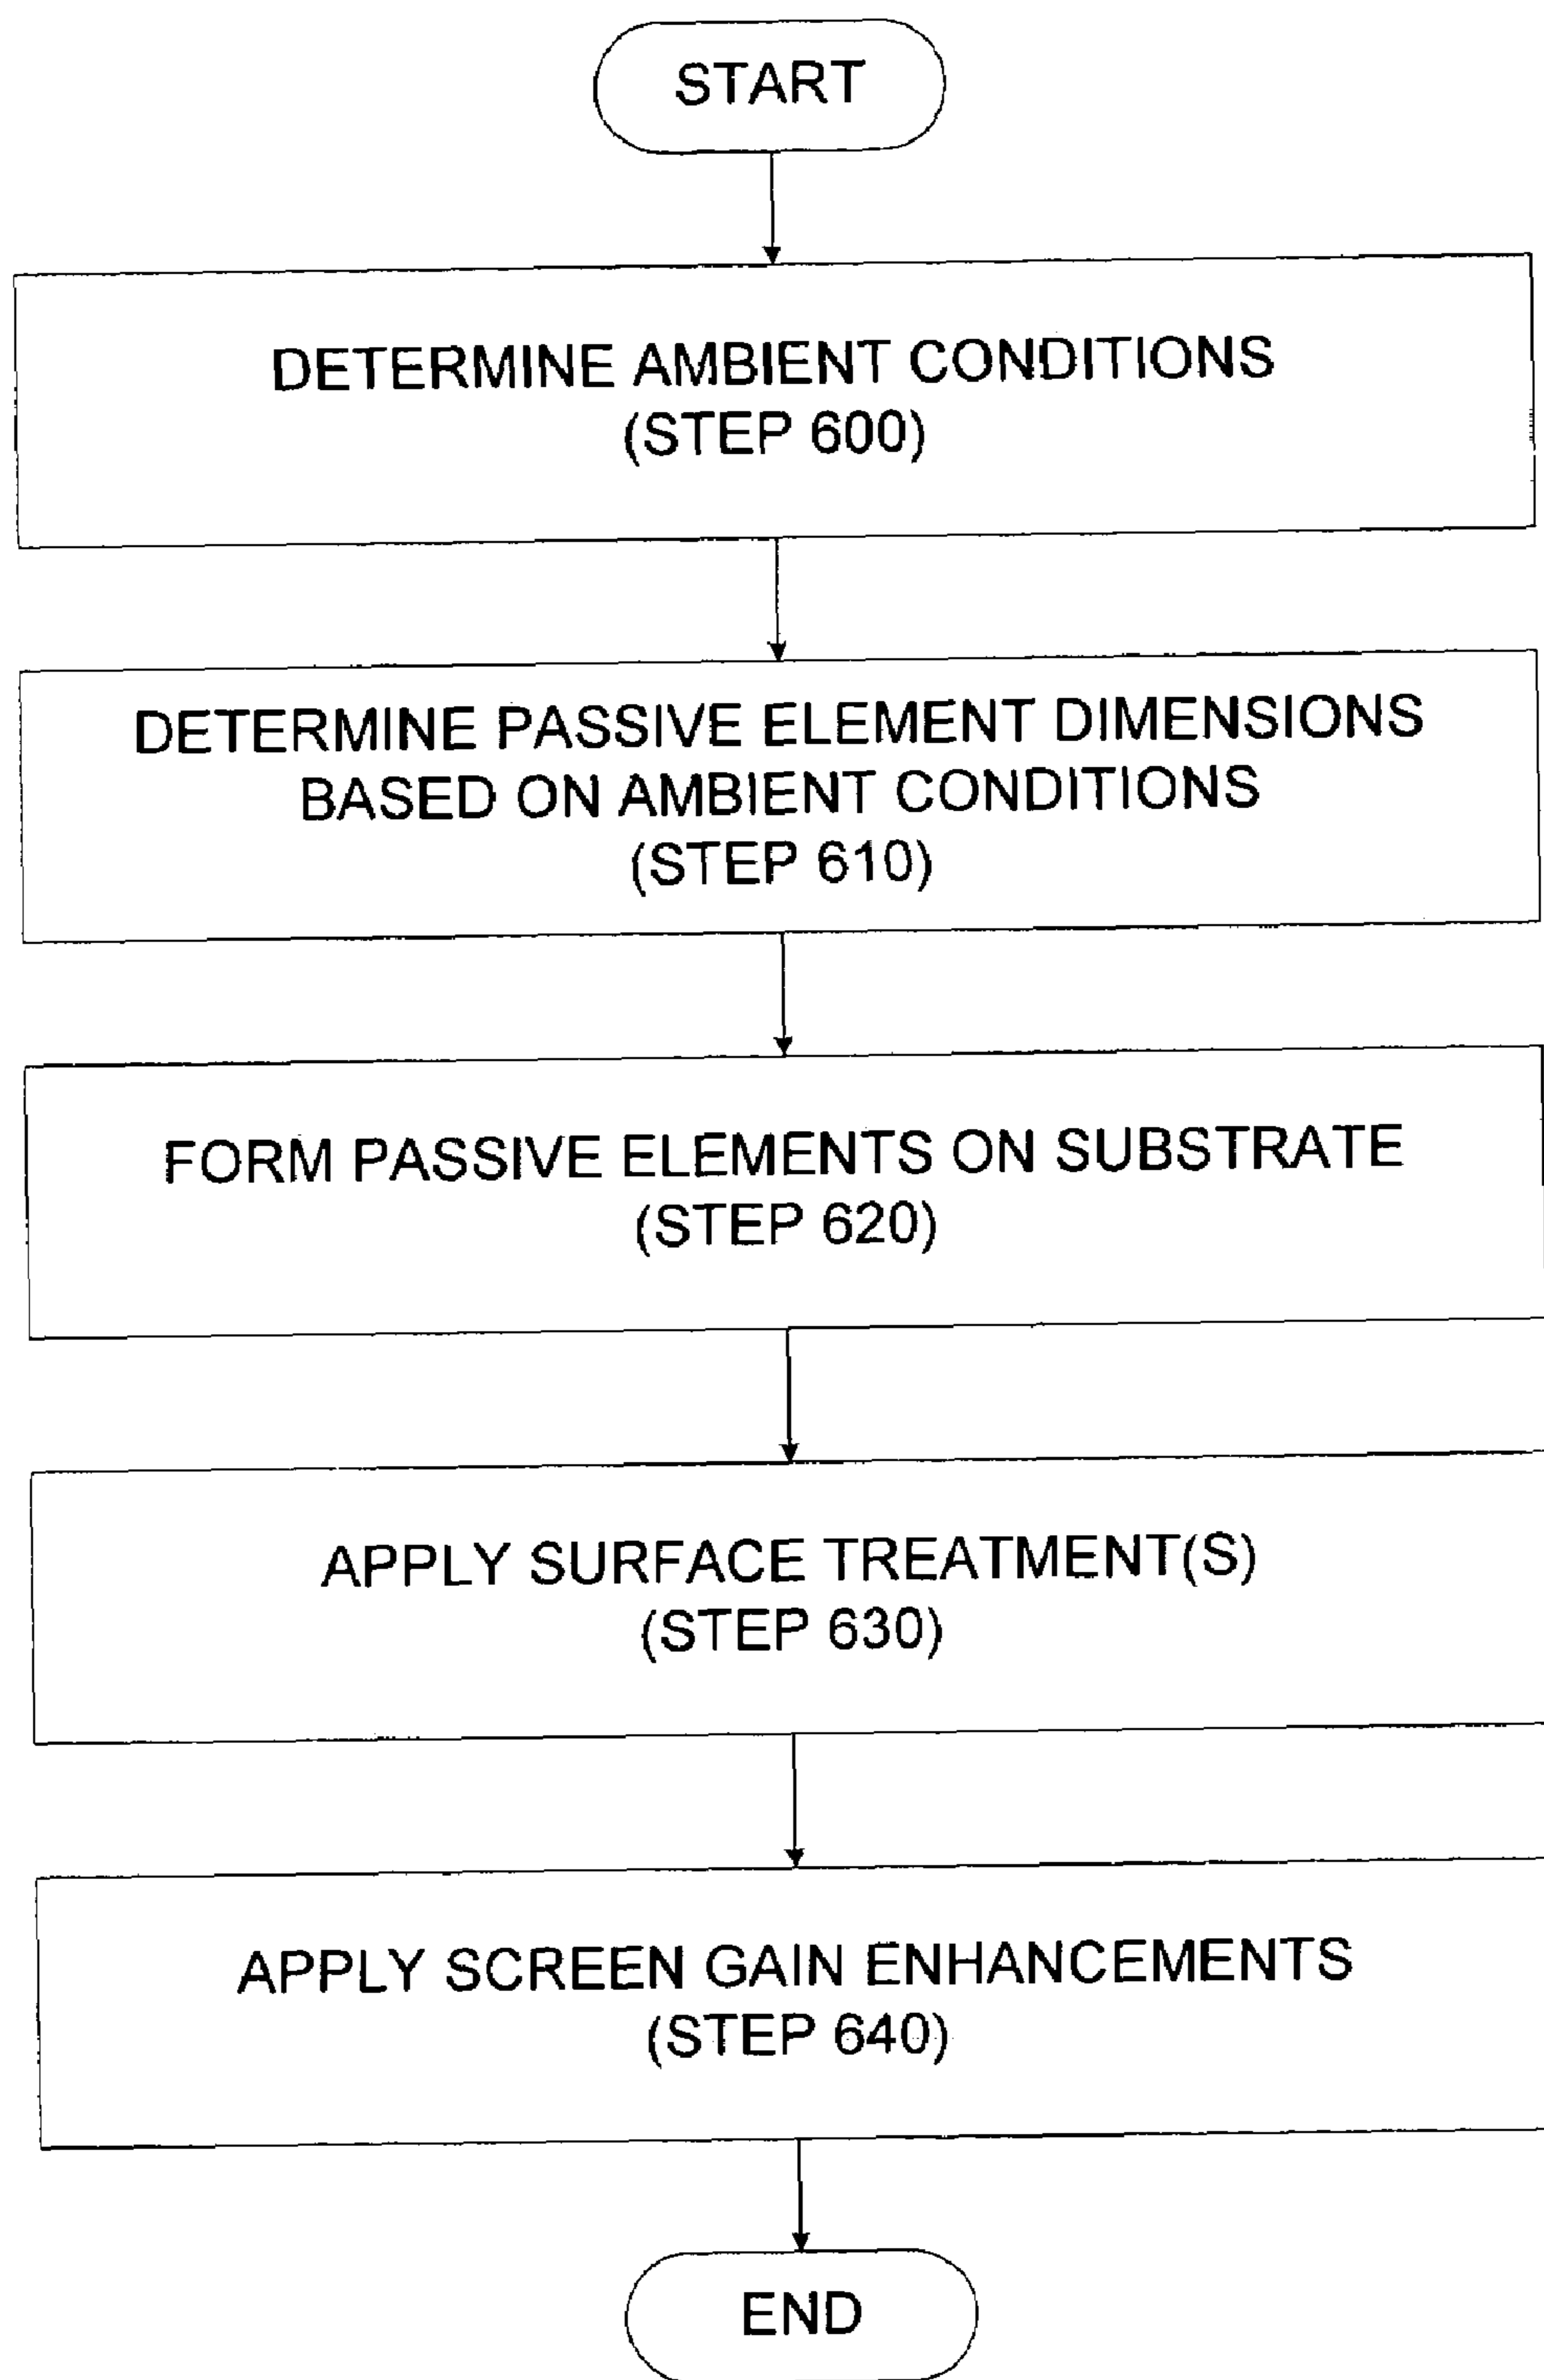 START
DETERMINE AMBIENT CONDITIONS
(STEP 600)
DETERMINE PASSIVE ELEMENT DIMENSIONS
BASED ON AMBIENT CONDITIONS
(STEP 610)
FORM PASSIVE ELEMENTS ON SUBSTRATE
(STEP 620)
APPLY SURFACE TREATMENT(S)
(STEP 630)
APPLY SCREEN GAIN ENHANCEMENTS
(STEP 640)
END